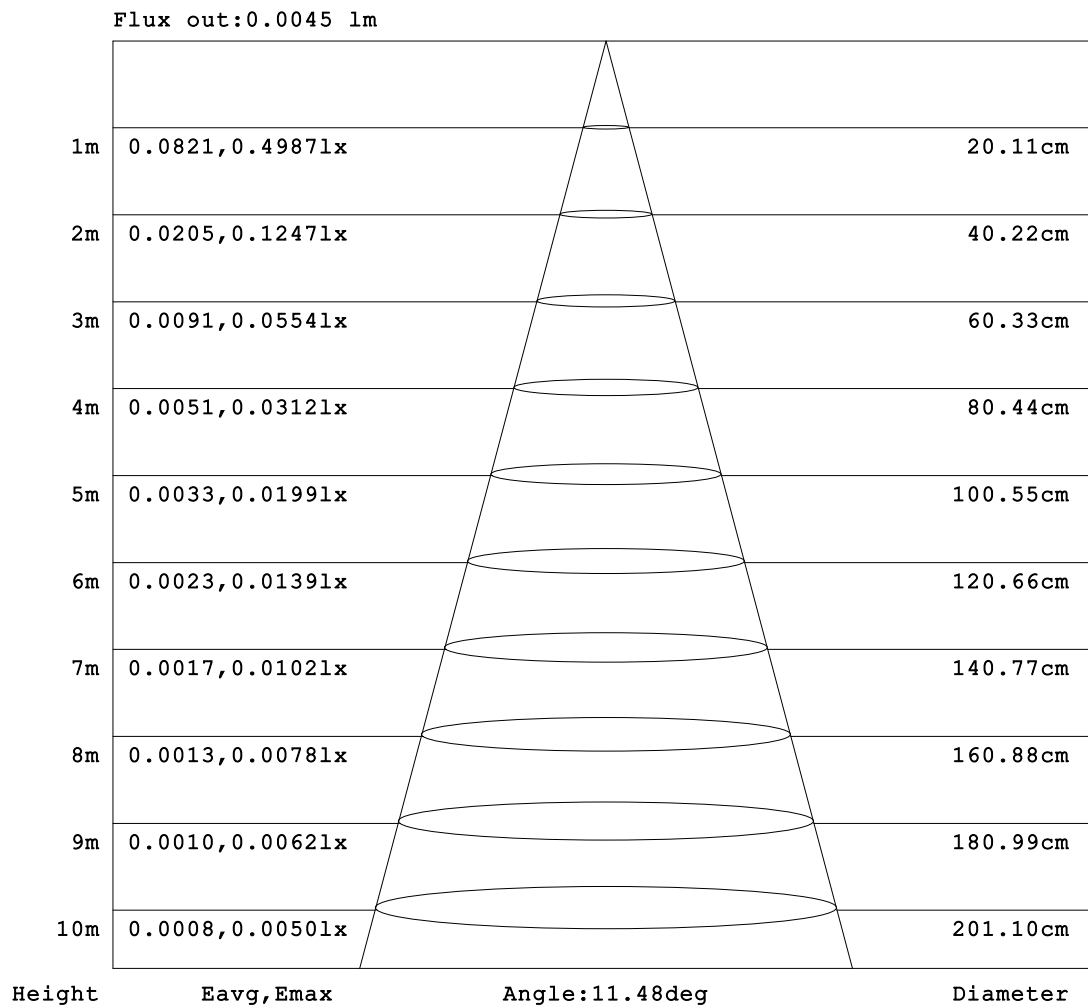 Flux out:0.0045 lm
1m 0.0821,0.4987lx 20.11cm
2m 0.0205,0.1247lx 40.22cm
3m 0.0091,0.0554lx 60.33cm
4m 0.0051,0.0312lx 80.44cm
5m 0.0033,0.0199lx 100.55cm
6m 0.0023,0.0139lx 120.66cm
7m 0.0017,0.0102lx 140.77cm
8m 0.0013,0.0078lx 160.88cm
9m 0.0010,0.0062lx 180.99cm
10m 0.0008,0.0050lx 201.10cm
Height Eavg,Emax Angle:11.48deg Diameter